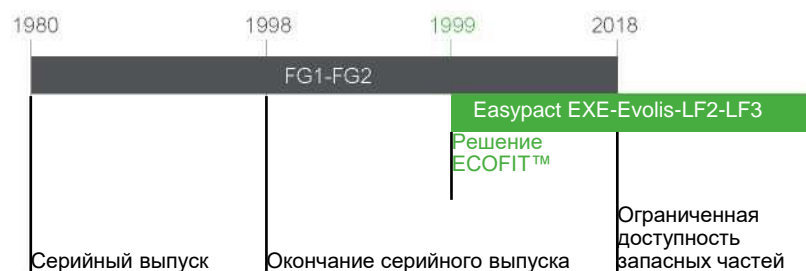 1980 1998 1999 2018
FG1-FG2
Easypact EXE-Evolis-LF2-LF3
Решение
ECOFIT™
Ограниченная
доступность
Серийный выпуск Окончание серийного выпуска запасных частей